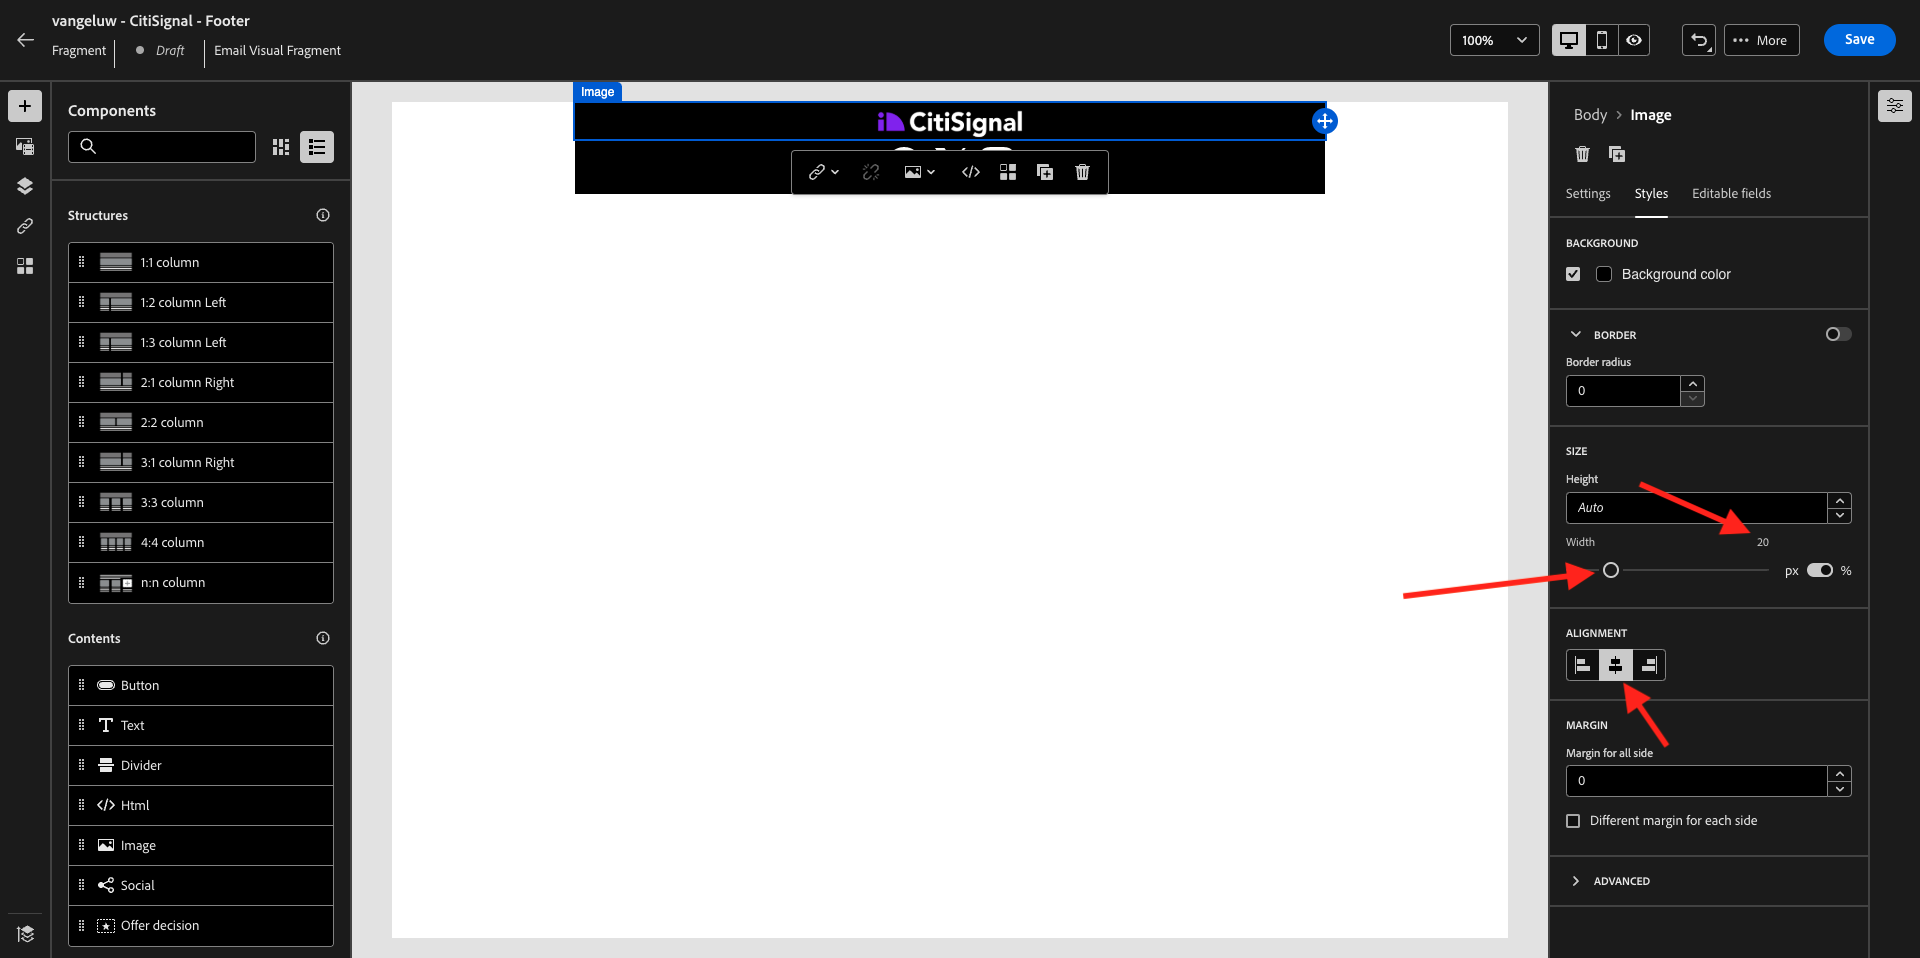 vangeluw - CitiSignal - Footer
Fragment
Draft
Email Visual Fragment
100%
More
Save
Components
Structures
1:1 column
1:2 column Left
1:3 column Left
2:1 column Right
2:2 column
3:1 column Right
3:3 column
4:4 column
n:n column
Contents
Button
Text
Divider
Html
Image
Social
Offer decision
Image
CitiSignal
Body > Image
Settings
Styles
Editable fields
BACKGROUND
Background color
BORDER
Border radius
0
SIZE
Height
Auto
Width
20
px
%
ALIGNMENT
MARGIN
Margin for all side
0
Different margin for each side
ADVANCED